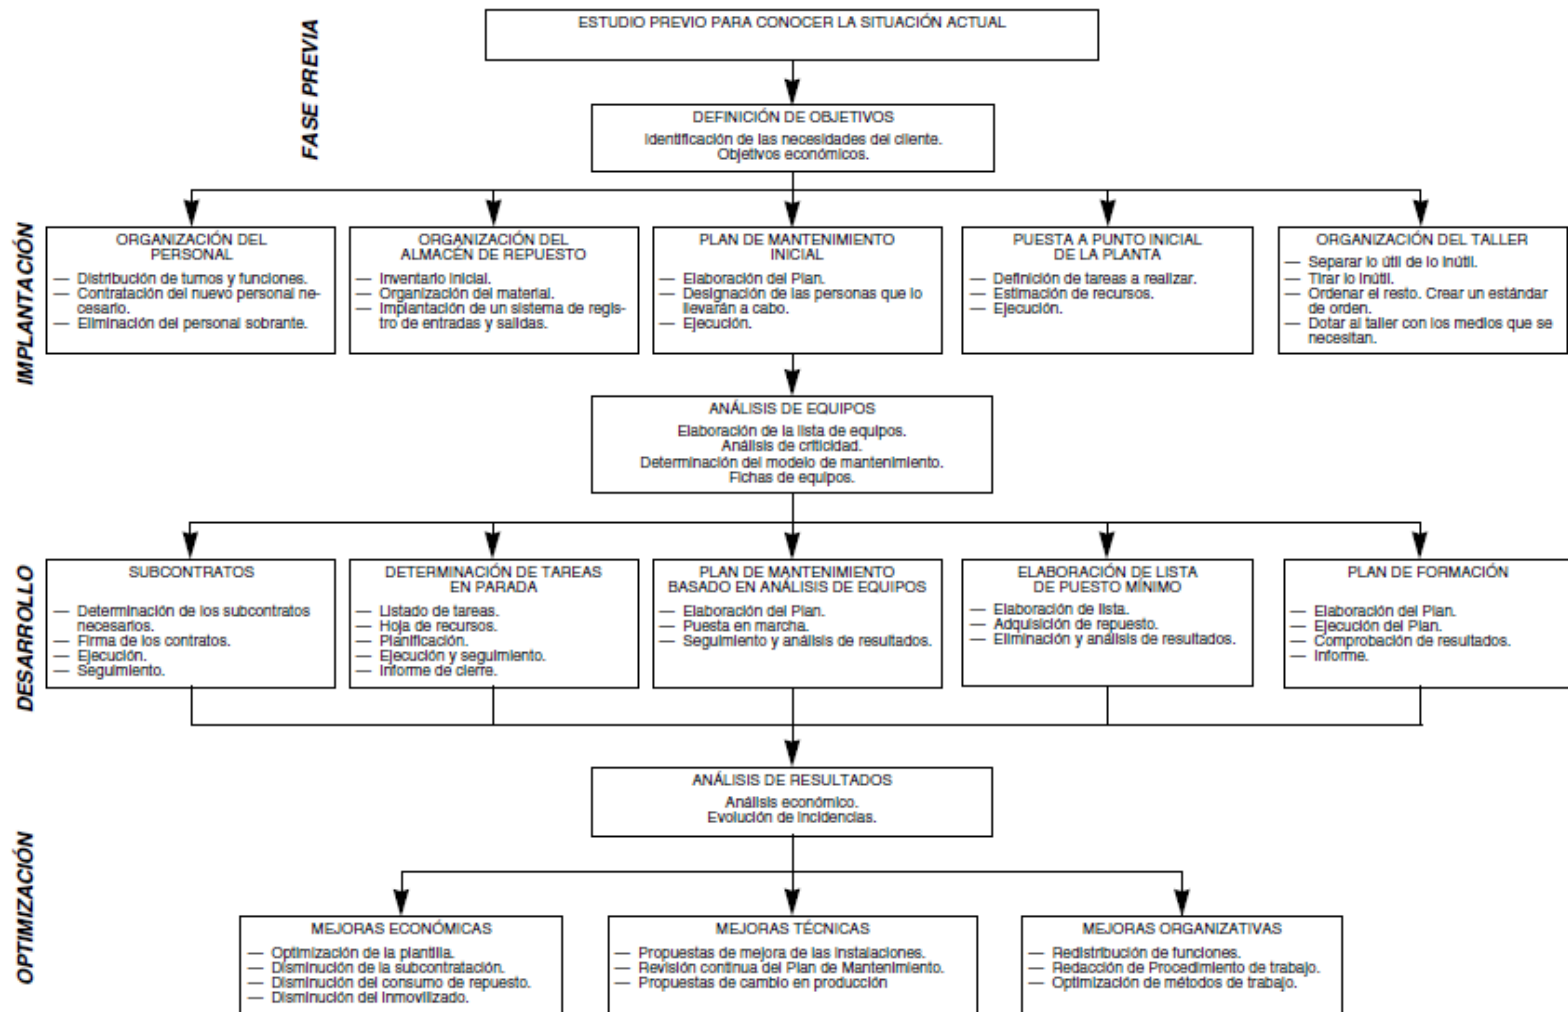 FASE PREVIA
ESTUDIO PREVIO PARA CONOCER LA SITUACIÓN ACTUAL
DEFINICIÓN DE OBJETIVOS
Identificación de las necesidades del cliente.
Objetivos económicos.
IMPLANTACIÓN
ORGANIZACIÓN DEL
PERSONAL
— Distribución de turnos y funciones.
— Contratación del nuevo personal ne-
cesario.
— Eliminación del personal sobrante.
ORGANIZACIÓN DEL
ALMACÉN DE REPUESTO
— Inventario inicial.
— Organización del material.
— Implantación de un sistema de regis-
tro de entradas y salidas.
PLAN DE MANTENIMIENTO
INICIAL
— Elaboración del Plan.
— Designación de las personas que lo
llevarán a cabo.
— Ejecución.
PUESTA A PUNTO INICIAL
DE LA PLANTA
— Definición de tareas a realizar.
— Estimación de recursos.
— Ejecución.
ORGANIZACIÓN DEL TALLER
— Separar lo útil de lo inútil.
— Tirar lo inútil.
— Ordenar el resto. Crear un estándar
de orden.
— Dotar al taller con los medios que se
necesitan.
ANÁLISIS DE EQUIPOS
Elaboración de la lista de equipos.
Análisis de criticidad.
Determinación del modelo de mantenimiento.
Fichas de equipos.
DESARROLLO
SUBCONTRATOS
— Determinación de los subcontratos
necesarios.
— Firma de los contratos.
— Ejecución.
— Seguimiento.
DETERMINACIÓN DE TAREAS
EN PARADA
— Listado de tareas.
— Hoja de recursos.
— Planificación.
— Ejecución y seguimiento.
— Informe de cierre.
PLAN DE MANTENIMIENTO
BASADO EN ANÁLISIS DE EQUIPOS
— Elaboración del Plan.
— Puesta en marcha.
— Seguimiento y análisis de resultados.
ELABORACIÓN DE LISTA
DE PUESTO MÍNIMO
— Elaboración de lista.
— Adquisición de repuesto.
— Eliminación y análisis de resultados.
PLAN DE FORMACIÓN
— Elaboración del Plan.
— Ejecución del Plan.
— Comprobación de resultados.
— Informe.
ANÁLISIS DE RESULTADOS
Análisis económico.
Evolución de incidencias.
OPTIMIZACIÓN
MEJORAS ECONÓMICAS
— Optimización de la plantilla.
— Disminución de la subcontratación.
— Disminución del consumo de repuesto.
— Disminución del inmovilizado.
MEJORAS TÉCNICAS
— Propuestas de mejora de las instalaciones.
— Revisión continua del Plan de Mantenimiento.
— Propuestas de cambio en producción
MEJORAS ORGANIZATIVAS
— Redistribución de funciones.
— Redacción de Procedimiento de trabajo.
— Optimización de métodos de trabajo.